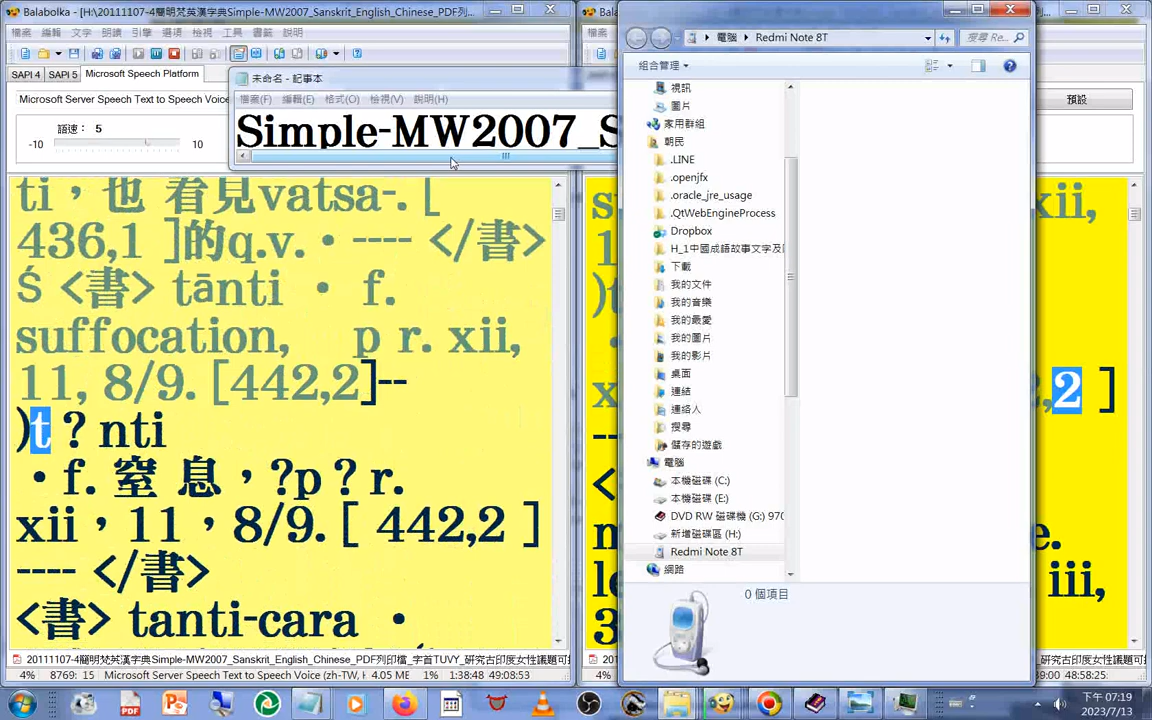 Balabolka - [H:\20111107-4簡明梵英漢字典Simple-MW2007_Sanskrit_English_Chinese_PDF列
檔案 編輯 文字 朗讀 引擎 選項 檢視 工具 書籤 說明
SAPI 4 SAPI 5 Microsoft Speech Platform
Microsoft Server Speech Text to Speech Voice
語速： 5
-10 10
未命名 - 記事本
檔案(F) 編輯(E) 格式(O) 檢視(V) 說明(H)
Simple-MW2007_S
ti，也 看見vatsa-. [
436,1 ]的q.v.‧---- </書>
Ś <書> tānti ‧ f.
suffocation, p r. xii,
11, 8/9. [442,2]--
)t？nti
‧f. 窒 息，?p？r.
xii，11，8/9. [ 442,2 ]
---- </書>
<書> tanti-cara ‧
20111107-4簡明梵英漢字典Simple-MW2007_Sanskrit_English_Chinese_PDF列印檔_字首TUVY_研究古印度女性議題可
4% 8769: 15 Microsoft Server Speech Text to Speech Voice (zh-TW, 4.05 MB 1% 1:38:48 49:08:53
Balab
檔案
SAPI 4
電腦 Redmi Note 8T
搜尋 Re...
組合管理
視訊
圖片
家用群組
朝民
.LINE
.openjfx
.oracle_jre_usage
.QtWebEngineProcess
Dropbox
H_1中國成語故事文字及
下載
我的文件
我的音樂
我的最愛
我的圖片
我的影片
桌面
連結
連絡人
搜尋
儲存的遊戲
電腦
本機磁碟 (C:)
本機磁碟 (E:)
DVD RW 磁碟機 (G:) 970
新增磁碟區 (H:)
Redmi Note 8T
網路
0 個項目
預設
xii,
2 ]
e.
iii,
2011
4%
_字首TUVY_研究古印度女性議題可
39:00 48:58:25
下午 07:19
2023/7/13